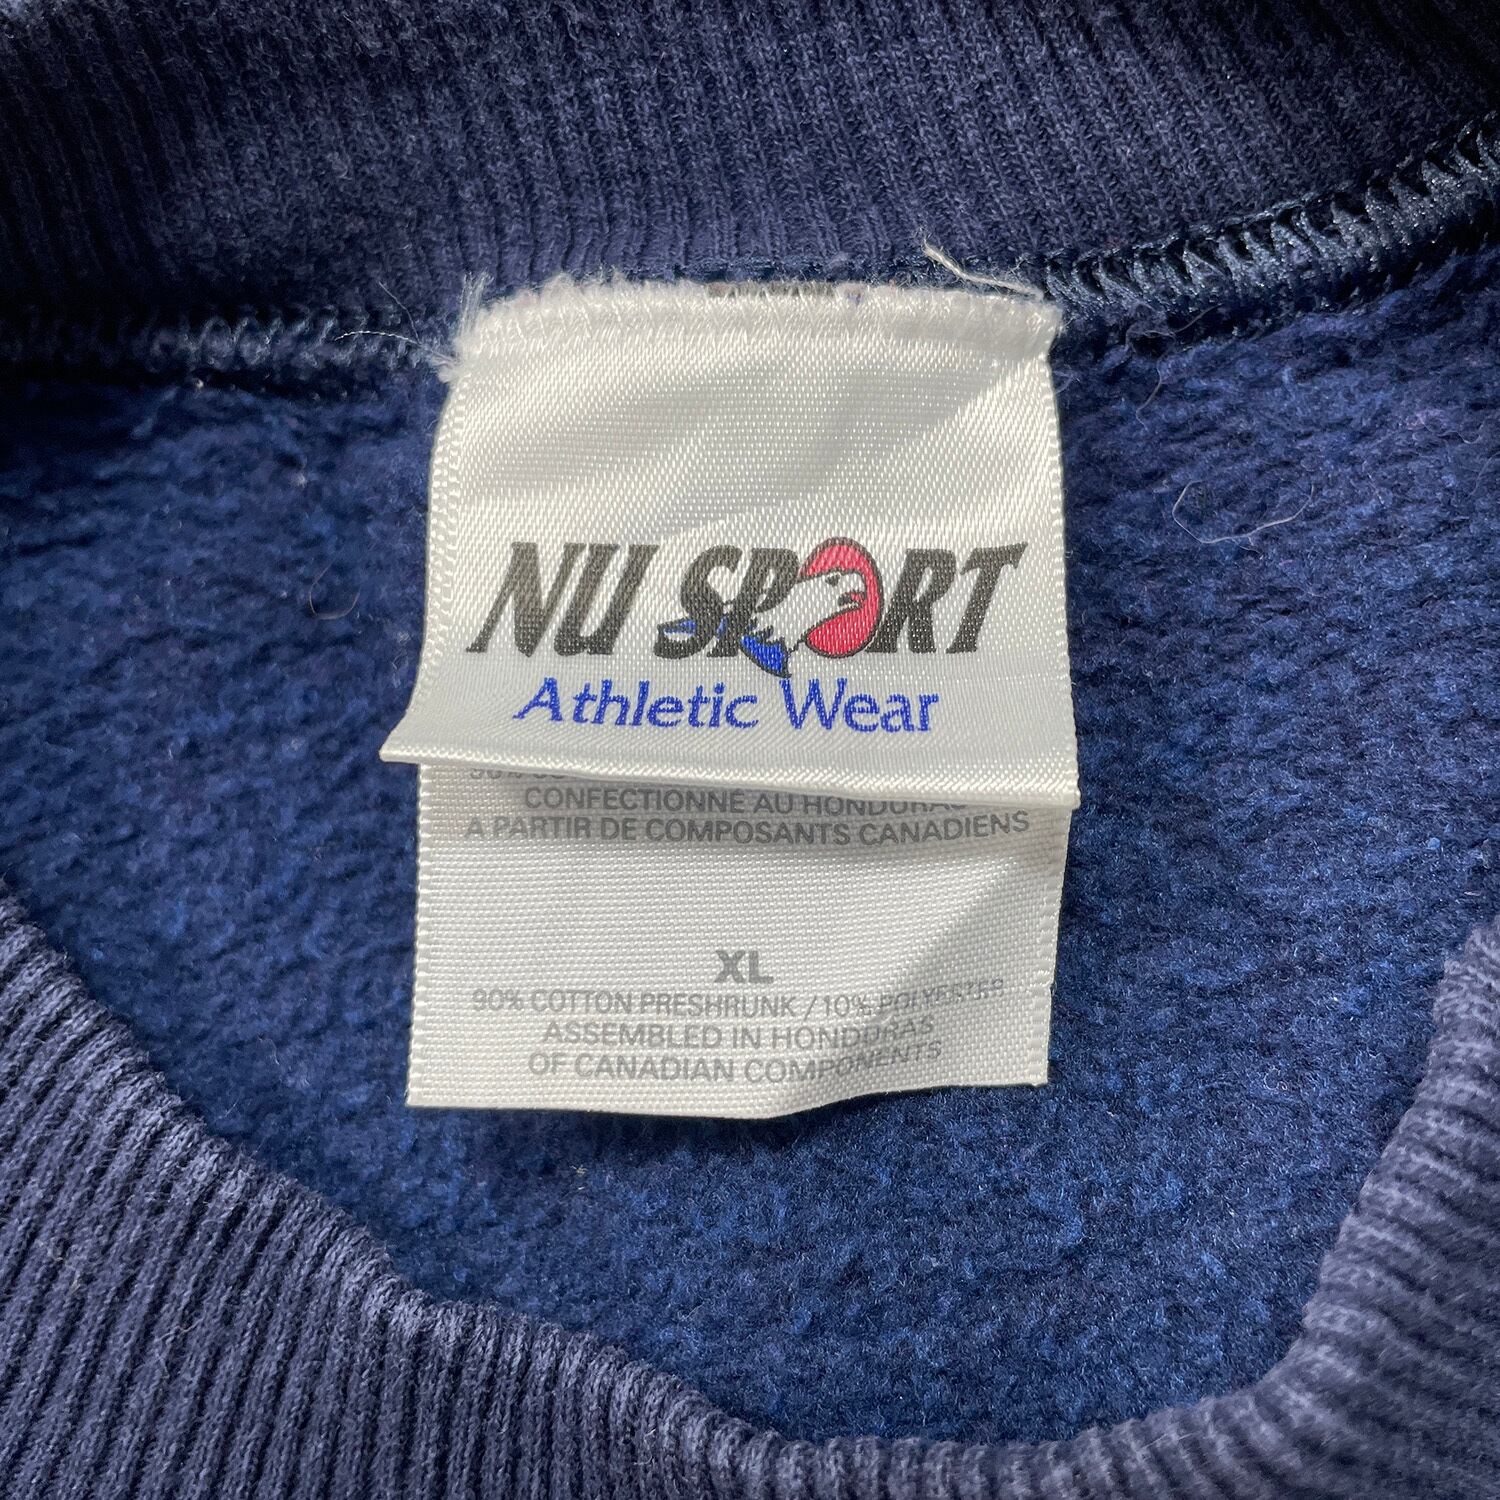 NU SPORT
Athletic Wear
CONFECTIONNÉ AU HONDURAS
A PARTIR DE COMPOSANTS CANADIENS
XL
90% COTTON PRESHRUNK / 10% POLYESTER
ASSEMBLED IN HONDURAS
OF CANADIAN COMPONENTS